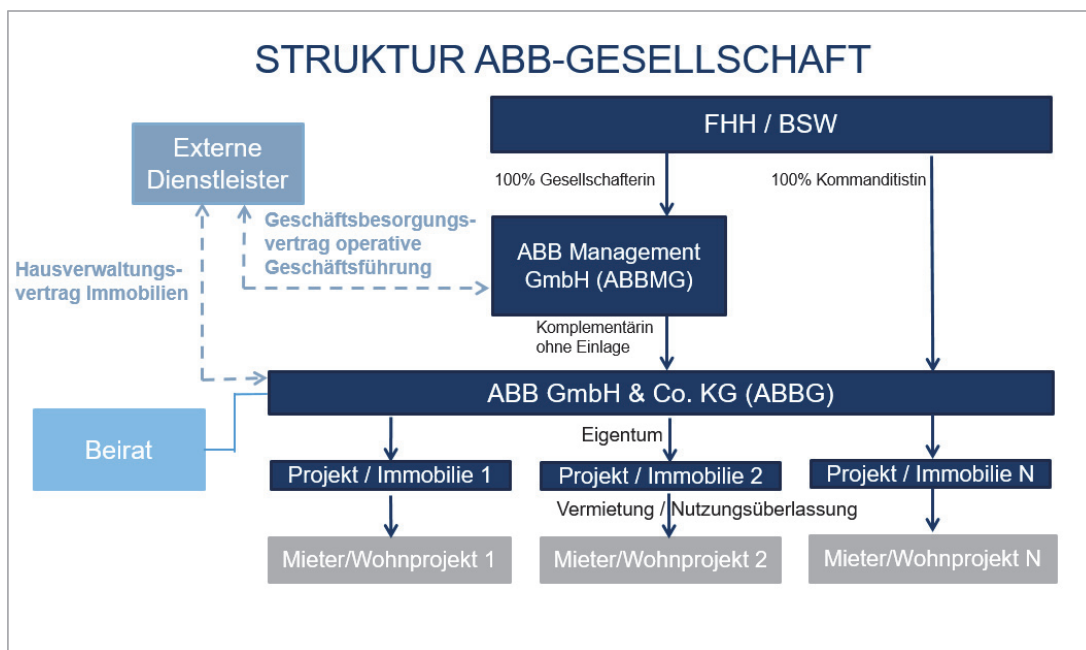 STRUKTUR ABB-GESELLSCHAFT
FHH / BSW
Externe
Dienstleister
100% Gesellschafterin
100% Kommanditistin
Geschäftsbesorgungs-
vertrag operative
Geschäftsführung
Hausverwaltungs-
vertrag Immobilien
ABB Management
GmbH (ABBMG)
Komplementärin
ohne Einlage
ABB GmbH & Co. KG (ABBG)
Beirat
Eigentum
Projekt / Immobilie 1
Projekt / Immobilie 2
Projekt / Immobilie N
Vermietung / Nutzungsüberlassung
Mieter/Wohnprojekt 1
Mieter/Wohnprojekt 2
Mieter/Wohnprojekt N